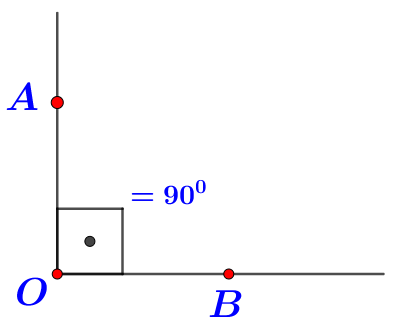 A
= 90⁰
O
B